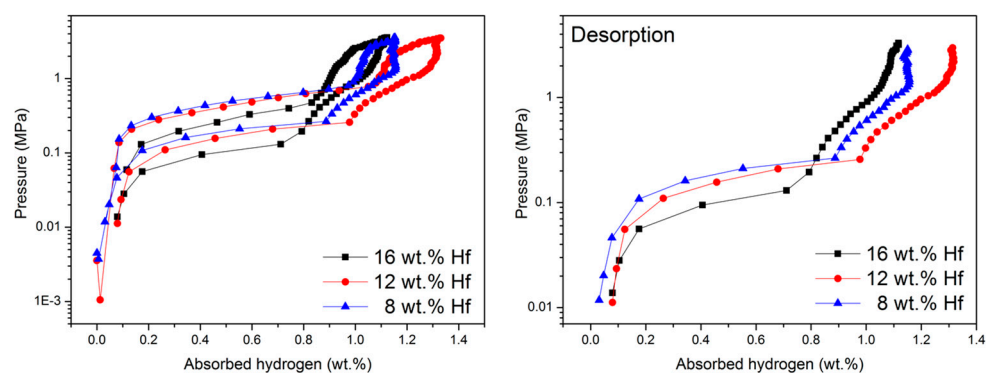 Pressure (MPa)
1
0.1
0.01
1E-3
16 wt.% Hf
12 wt.% Hf
8 wt.% Hf
0.0 0.2 0.4 0.6 0.8 1.0 1.2 1.4
Absorbed hydrogen (wt.%)
Desorption
Pressure (MPa)
1
0.1
0.01
16 wt.% Hf
12 wt.% Hf
8 wt.% Hf
0.0 0.2 0.4 0.6 0.8 1.0 1.2 1.4
Absorbed hydrogen (wt.%)